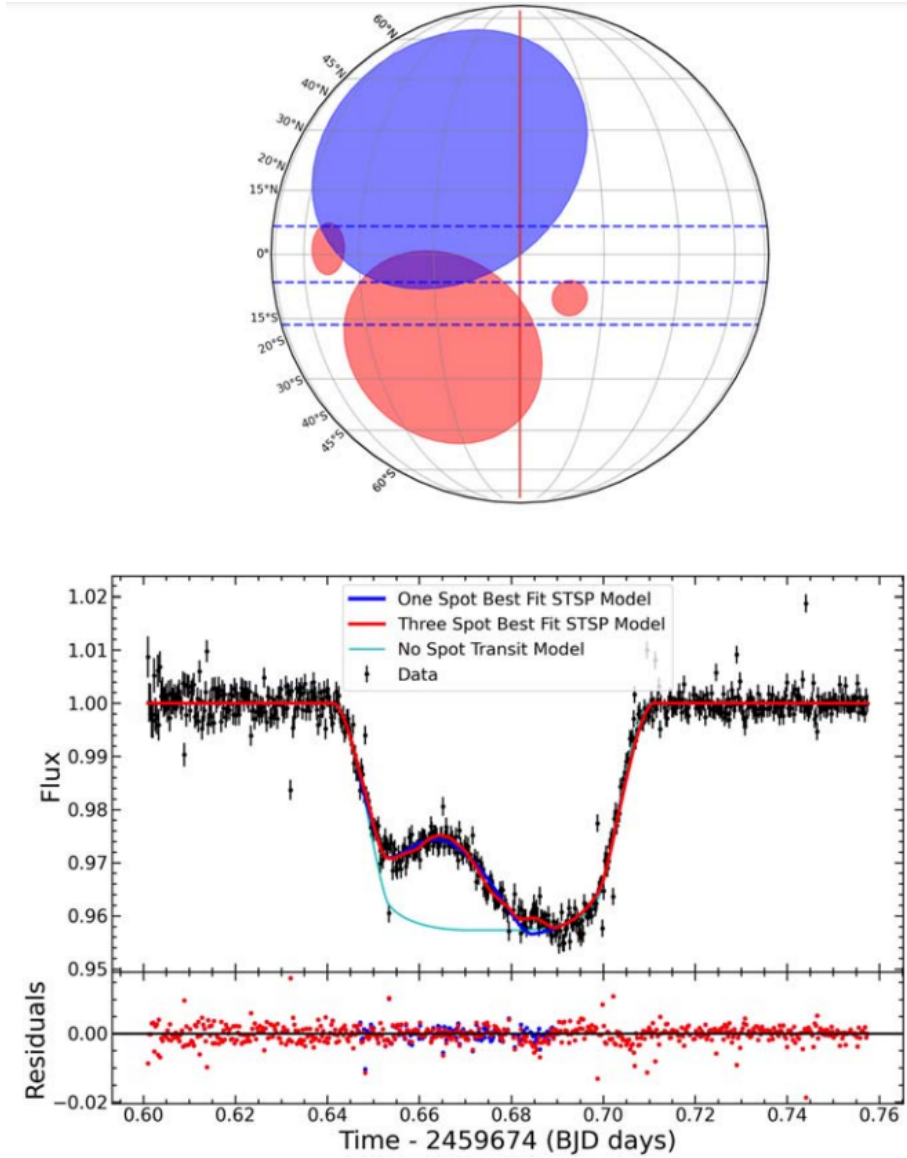 60°N
45°N
40°N
30°N
20°N
15°N
0°
15°S
20°S
30°S
40°S
45°S
60°S
One Spot Best Fit STSP Model
Three Spot Best Fit STSP Model
No Spot Transit Model
Data
Flux
1.02
1.01
1.00
0.99
0.98
0.97
0.96
0.95
Residuals
0.00
−0.02
0.60 0.62 0.64 0.66 0.68 0.70 0.72 0.74 0.76
Time - 2459674 (BJD days)